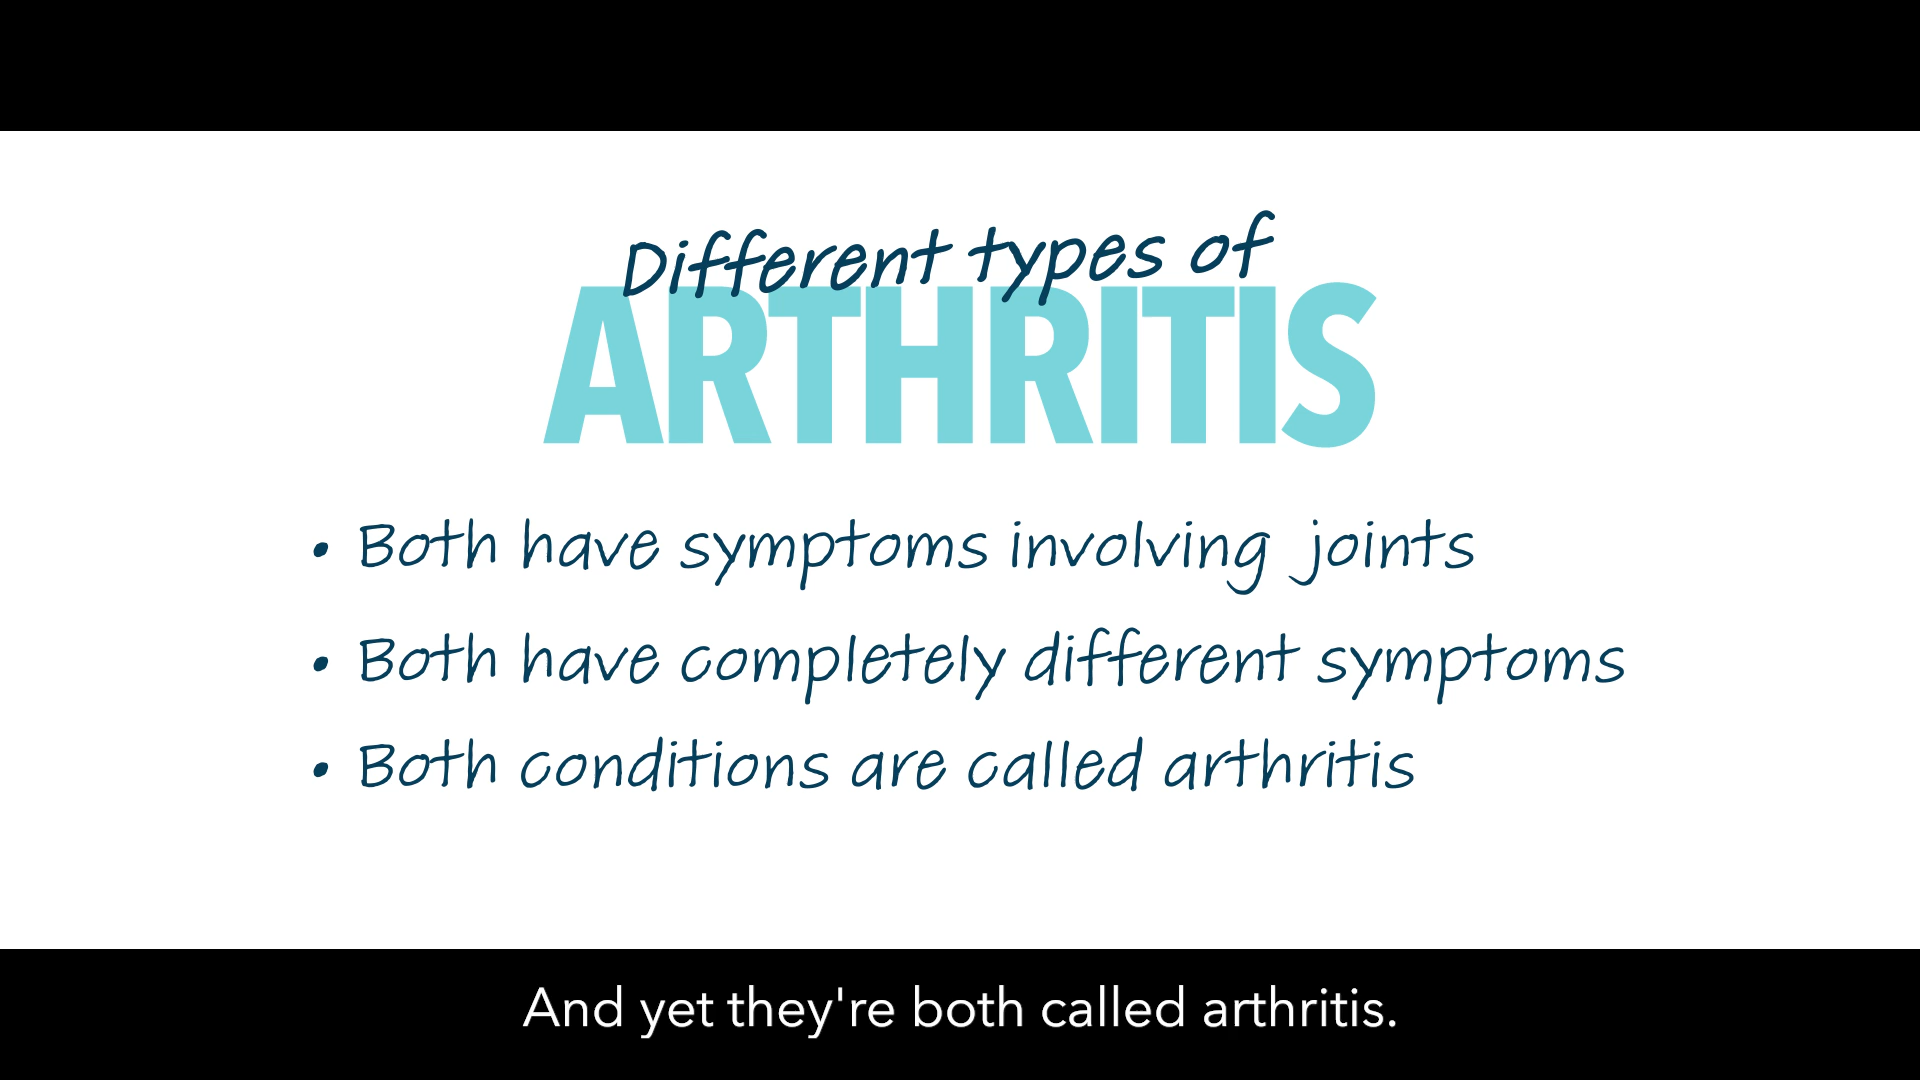 Different types of
ARTHRITIS
• Both have symptoms involving joints
• Both have completely different symptoms
• Both conditions are called arthritis
And yet they're both called arthritis.